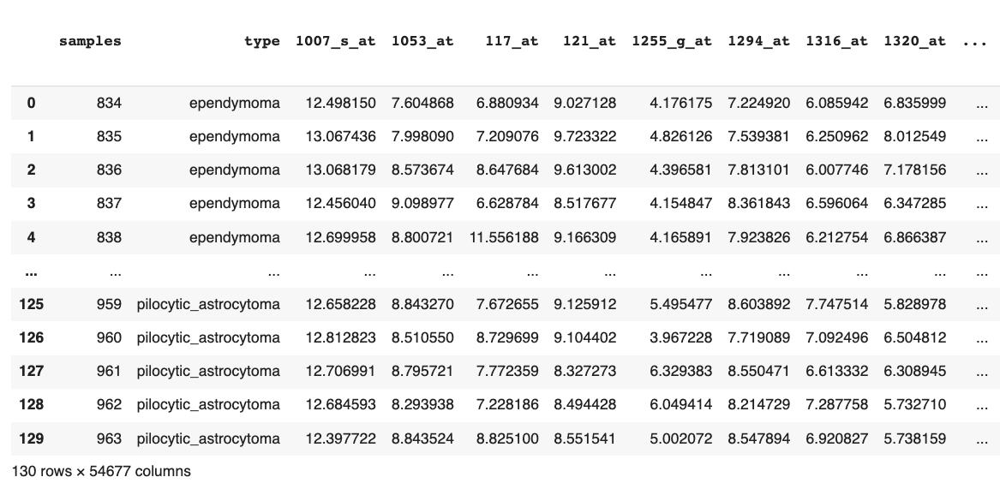 samples type 1007_s_at 1053_at 117_at 121_at 1255_g_at 1294_at 1316_at 1320_at ...
0 834 ependymoma 12.498150 7.604868 6.880934 9.027128 4.176175 7.224920 6.085942 6.835999 ...
1 835 ependymoma 13.067436 7.998090 7.209076 9.723322 4.826126 7.539381 6.250962 8.012549 ...
2 836 ependymoma 13.068179 8.573674 8.647684 9.613002 4.396581 7.813101 6.007746 7.178156 ...
3 837 ependymoma 12.456040 9.098977 6.628784 8.517677 4.154847 8.361843 6.596064 6.347285 ...
4 838 ependymoma 12.699958 8.800721 11.556188 9.166309 4.165891 7.923826 6.212754 6.866387 ...
... ... ... ... ... ... ... ... ... ... ... ...
125 959 pilocytic_astrocytoma 12.658228 8.843270 7.672655 9.125912 5.495477 8.603892 7.747514 5.828978 ...
126 960 pilocytic_astrocytoma 12.812823 8.510550 8.729699 9.104402 3.967228 7.719089 7.092496 6.504812 ...
127 961 pilocytic_astrocytoma 12.706991 8.795721 7.772359 8.327273 6.329383 8.550471 6.613332 6.308945 ...
128 962 pilocytic_astrocytoma 12.684593 8.293938 7.228186 8.494428 6.049414 8.214729 7.287758 5.732710 ...
129 963 pilocytic_astrocytoma 12.397722 8.843524 8.825100 8.551541 5.002072 8.547894 6.920827 5.738159 ...
130 rows × 54677 columns